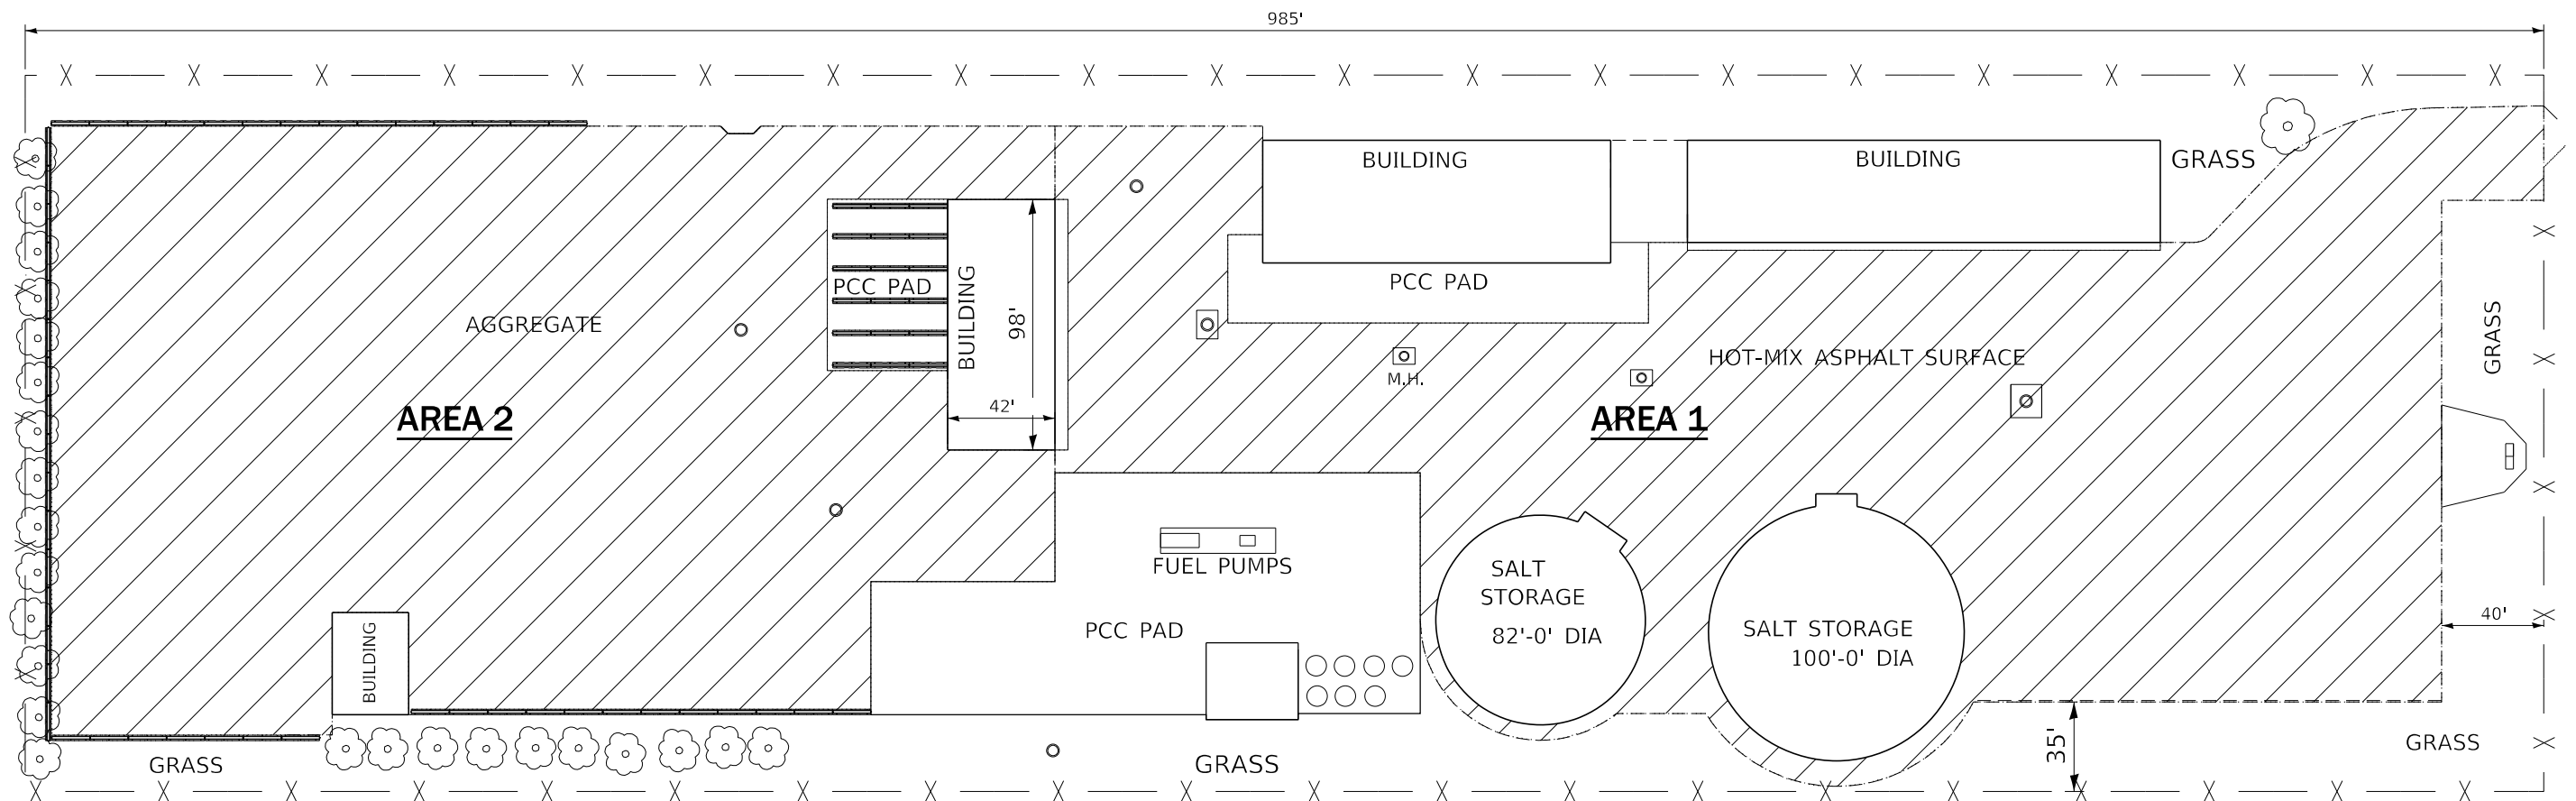 985'
BUILDING
BUILDING
GRASS
BUILDING
98'
42'
PCC PAD
PCC PAD
AGGREGATE
AREA 2
M.H.
HOT-MIX ASPHALT SURFACE
AREA 1
GRASS
FUEL PUMPS
PCC PAD
SALT
STORAGE
82'-0' DIA
SALT STORAGE
100'-0' DIA
40'
BUILDING
35'
GRASS
GRASS
GRASS